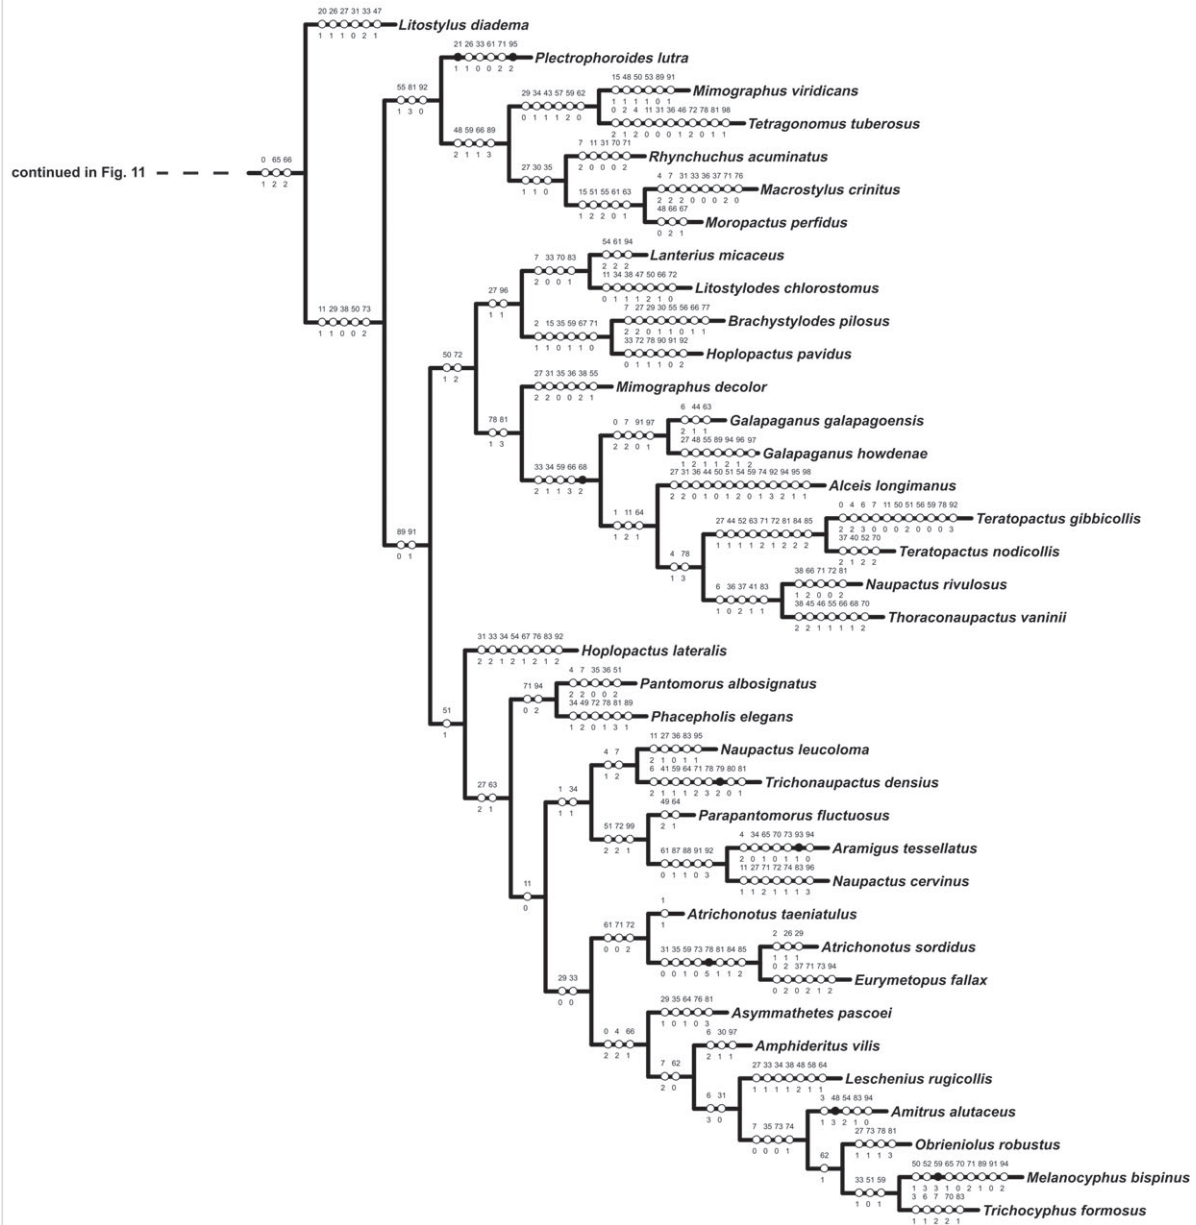 20 26 27 31 33 47
Litostylus diadema
1 1 1 0 2 1
21 26 33 61 71 95
Plectrophoroides lutra
1 1 0 0 2 2
55 81 92
1 3 0
15 48 50 53 89 91
Mimographus viridicans
1 1 1 1 0 1
29 34 43 57 59 62
0 1 1 1 2 0
0 2 4 11 31 36 46 72 78 81 98
Tetragonomus tuberosus
2 1 2 0 0 0 1 2 0 1 1
48 59 66 89
2 1 1 3
7 11 31 70 71
Rhynchuchus acuminatus
2 0 0 0 2
continued in Fig. 11
0 65 66
1 2 2
27 30 35
1 1 0
4 7 31 33 36 37 71 76
Macrostylus crinitus
2 2 2 0 0 0 2 0
15 51 55 61 63
1 2 2 0 1
48 66 67
Moropactus perfidus
0 2 1
54 61 94
Lanterius micaceus
2 2 2
7 33 70 83
2 0 0 1
11 34 38 47 50 66 72
Litostylodes chlorostomus
0 1 1 1 2 1 0
27 96
1 1
7 27 29 30 55 56 66 77
Brachystylodes pilosus
2 2 0 1 1 0 1 1
11 29 38 50 73
1 1 0 0 2
2 15 35 59 67 71
1 1 0 1 1 0
33 72 78 90 91 92
Hoplopactus pavidus
0 1 1 1 0 2
50 72
1 2
27 31 35 36 38 55
Mimographus decolor
2 2 0 0 2 1
6 44 63
Galapaganus galapagoensis
2 1 1
78 81
1 3
0 7 91 97
2 2 0 1
27 48 55 89 94 96 97
Galapaganus howdenae
1 2 1 1 2 1 2
33 34 59 66 68
2 1 1 3 2
27 31 36 44 50 51 54 59 74 92 94 95 98
Alceis longimanus
2 2 0 1 0 1 2 0 1 3 2 1 1
1 11 64
1 2 1
0 4 6 7 11 50 51 56 59 78 92
Teratopactus gibbicollis
2 2 3 0 0 0 2 0 0 0 3
27 44 52 63 71 72 81 84 85
1 1 1 1 2 1 2 2 2
37 40 52 70
Teratopactus nodicollis
2 1 2 2
89 91
0 1
4 78
1 3
38 66 71 72 81
Naupactus rivulosus
1 2 0 0 2
6 36 37 41 83
1 0 2 1 1
38 45 46 55 66 68 70
Thoraconaupactus vaninii
2 2 1 1 1 1 2
31 33 34 54 67 76 83 92
Hoplopactus lateralis
2 2 1 2 1 2 1 2
4 7 35 36 51
Pantomorus albosignatus
2 2 0 0 2
71 94
0 2
34 49 72 78 81 89
Phacepholis elegans
1 2 0 1 3 1
51
1
11 27 36 83 95
Naupactus leucoloma
2 1 0 1 1
4 7
1 2
6 41 59 64 71 78 79 80 81
Trichonaupactus densius
2 1 1 1 2 3 2 0 1
27 63
2 1
1 34
1 1
49 64
Parapantomorus fluctuosus
2 1
51 72 99
2 2 1
4 34 65 70 73 93 94
Aramigus tessellatus
2 0 1 0 1 1 0
61 87 88 91 92
0 1 1 0 3
11 27 71 72 74 83 96
Naupactus cervinus
1 1 2 1 1 1 3
11
0
1
Atrichonotus taeniatulus
1
61 71 72
0 0 2
2 26 29
Atrichonotus sordidus
1 1 1
31 35 59 73 78 81 84 85
0 0 1 0 5 1 1 2
0 2 37 71 73 94
Eurymetopus fallax
0 2 0 2 1 2
29 33
0 0
29 35 64 76 81
Asymmathetes pascoei
1 0 1 0 3
0 4 66
2 2 1
6 30 97
Amphideritus vilis
2 1 1
7 62
2 0
27 33 34 38 48 58 64
Leschenius rugicollis
1 1 1 1 2 1 1
6 31
3 0
3 48 54 83 94
Amitrus alutaceus
1 3 2 1 0
7 35 73 74
0 0 0 1
27 73 78 81
Obrieniolus robustus
1 1 1 3
62
1
50 52 59 65 70 71 89 91 94
Melanocyphus bispinus
1 3 3 1 0 2 1 0 2
33 51 59
1 0 1
3 6 7 70 83
Trichocyphus formosus
1 1 2 2 1